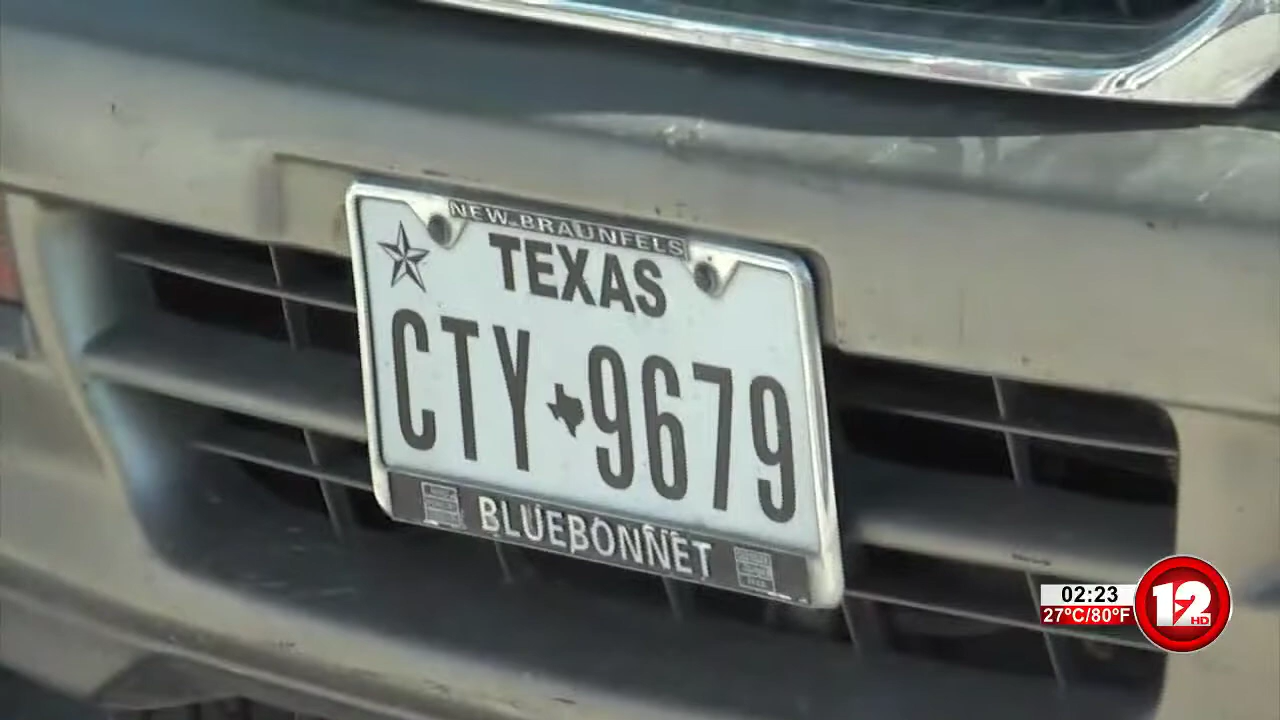 NEW BRAUNFELS
TEXAS
CTY 9679
BLUEBONNET
02:23
27°C/80°F
12
HD